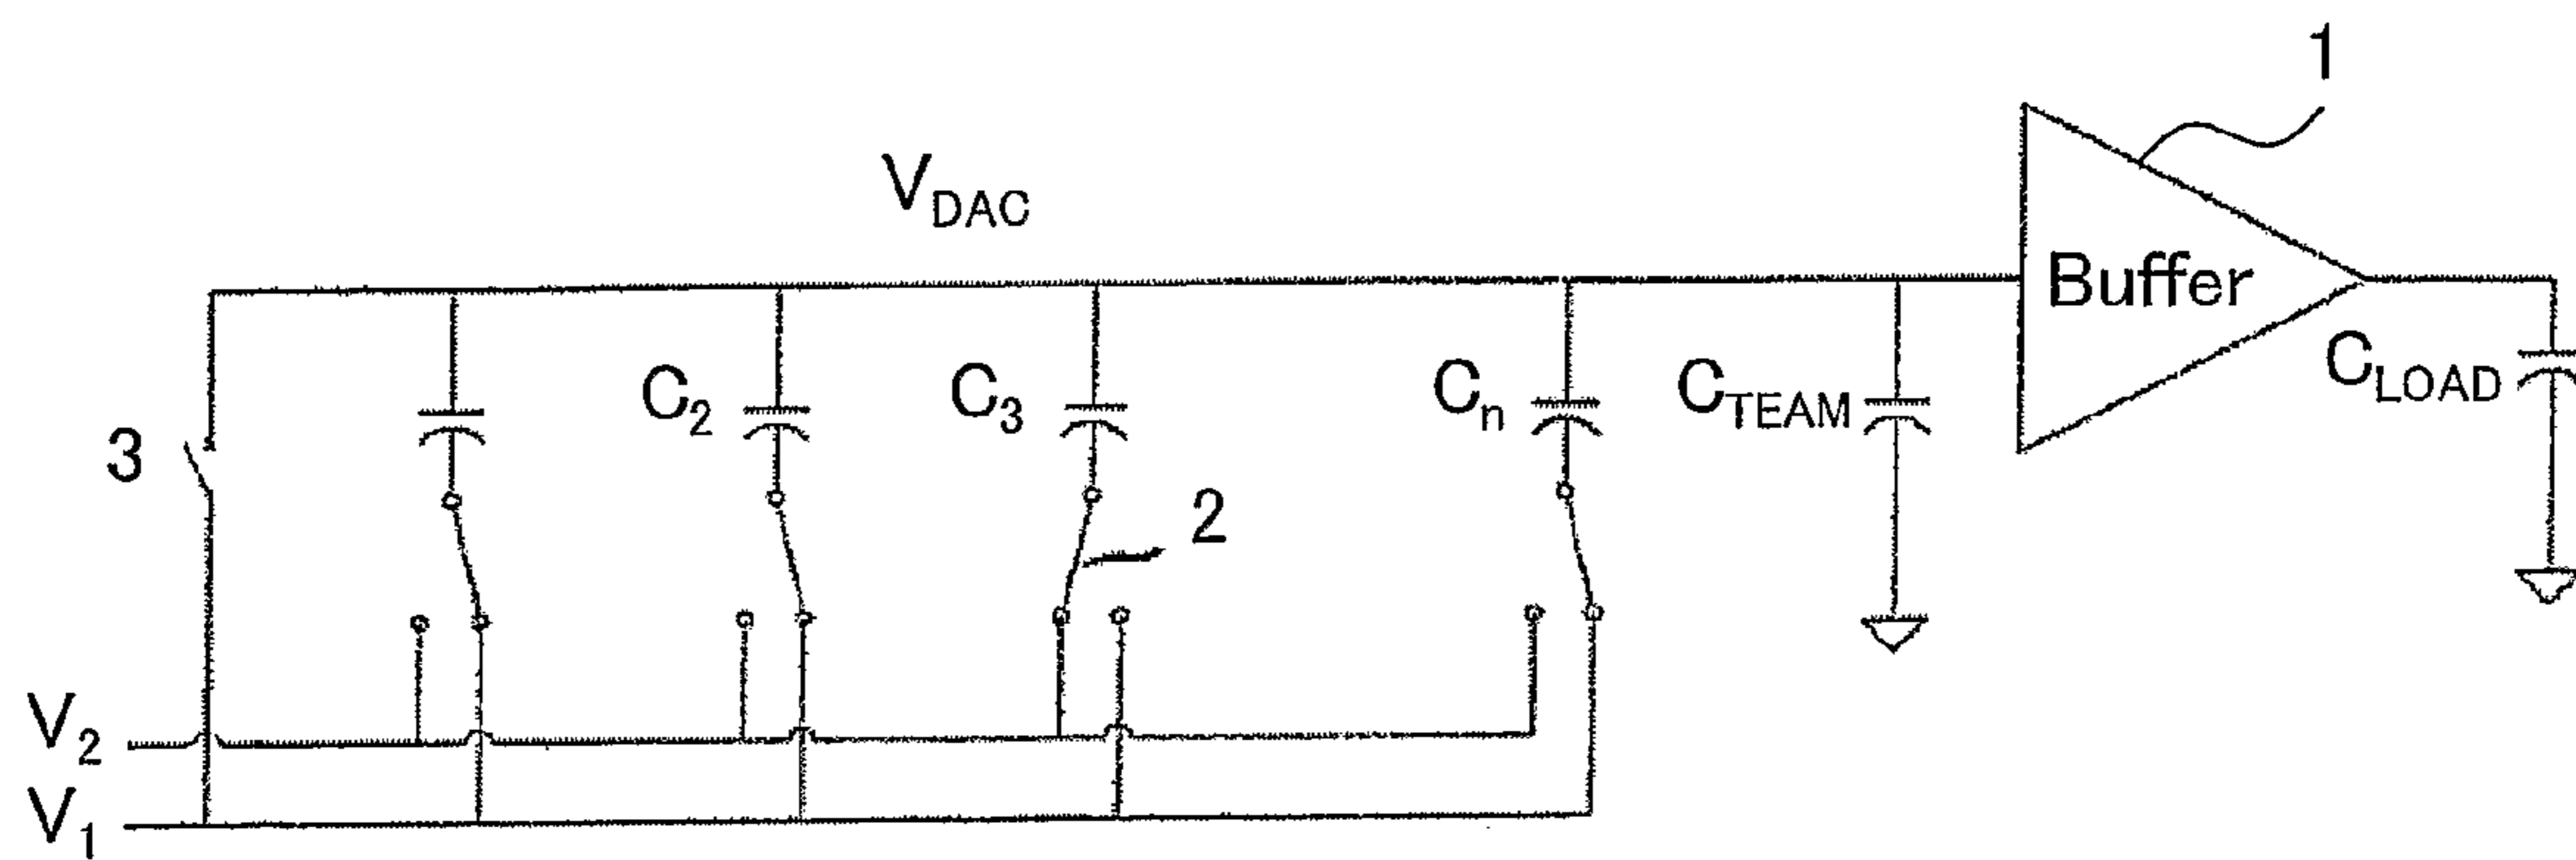 1
V_DAC
Buffer
C_2
C_3
C_n
C_TEAM
C_LOAD
3
2
V_2
V_1